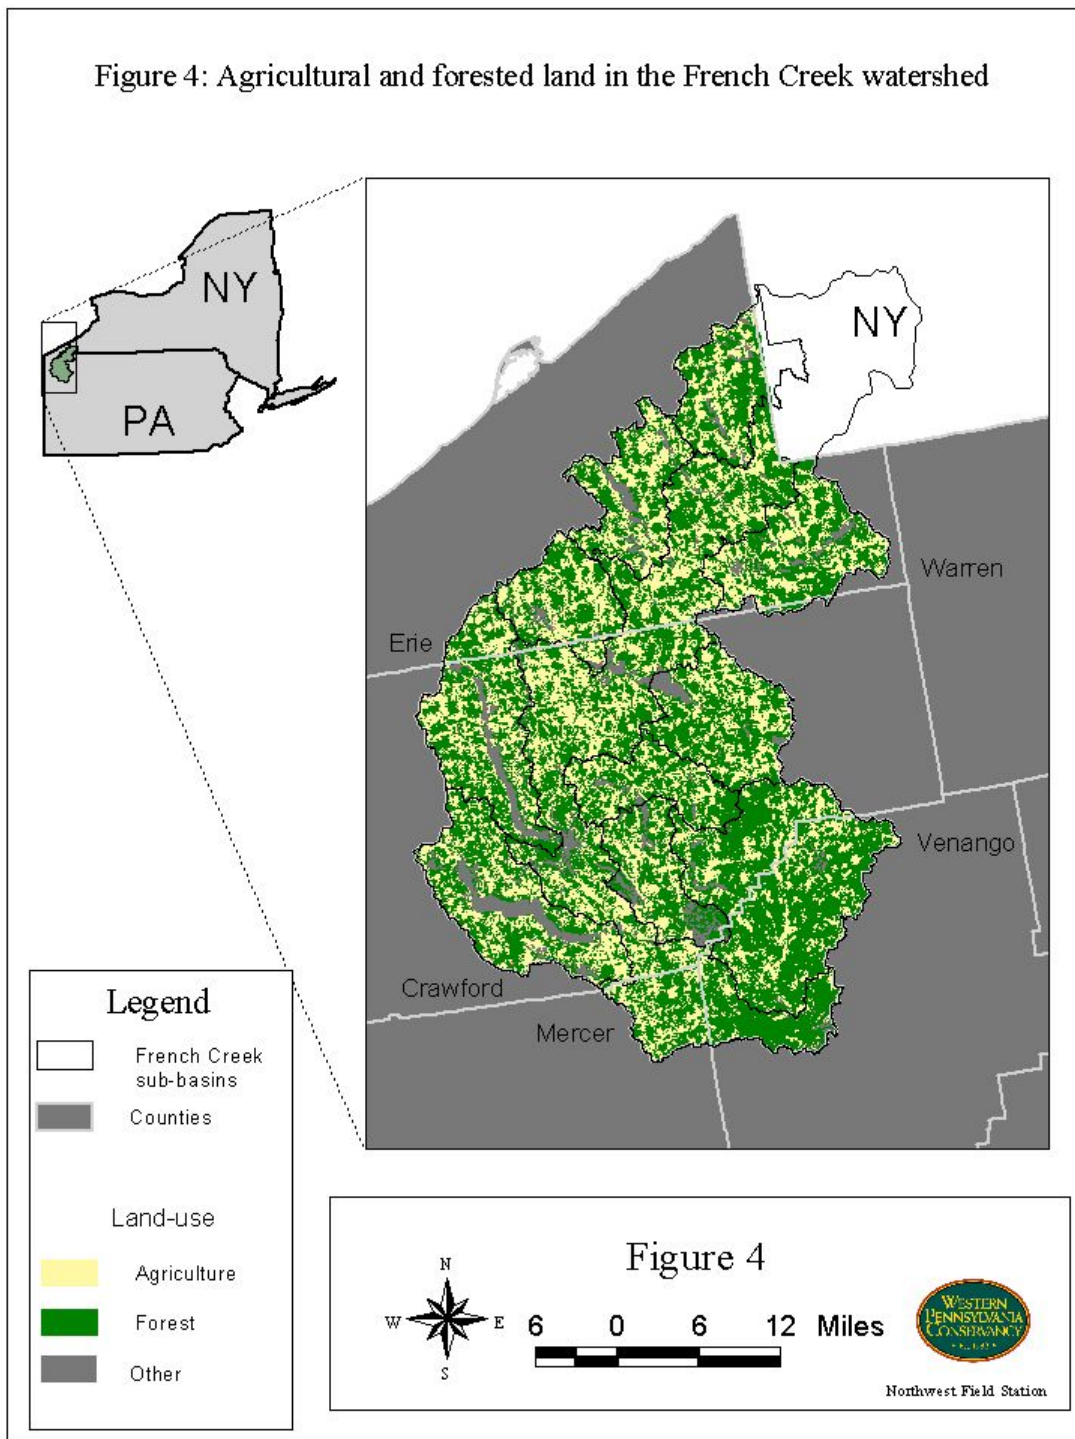 Figure 4: Agricultural and forested land in the French Creek watershed
NY
PA
NY
Warren
Erie
Venango
Crawford
Mercer
Legend
French Creek
sub-basins
Counties
Land-use
Agriculture
Forest
Other
Figure 4
N
W
E
S
6 0 6 12 Miles
WESTERN
PENNSYLVANIA
CONSERVANCY
Northwest Field Station